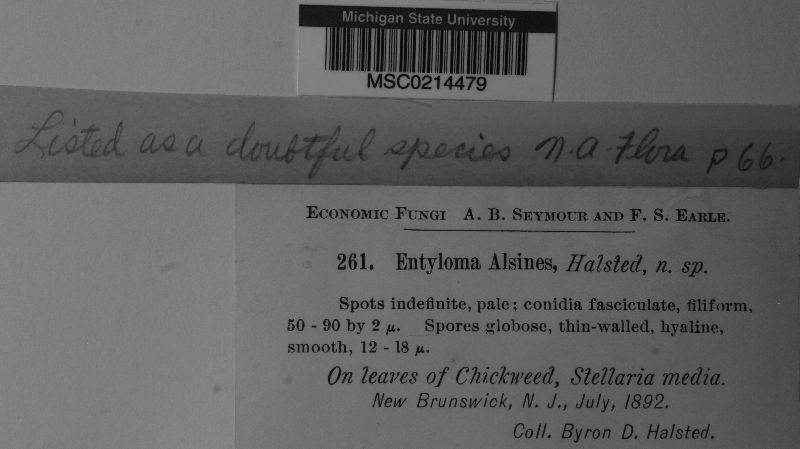 Michigan State University
MSC0214479
Listed as a doubtful species N.A. Flora p 66.
Economic Fungi A. B. Seymour and F. S. Earle.
261. Entyloma Alsines, Halsted, n. sp.
Spots indefinite, pale; conidia fasciculate, filiform,
50 - 90 by 2 µ. Spores globose, thin-walled, hyaline,
smooth, 12 - 18 µ.
On leaves of Chickweed, Stellaria media.
New Brunswick, N. J., July, 1892.
Coll. Byron D. Halsted.